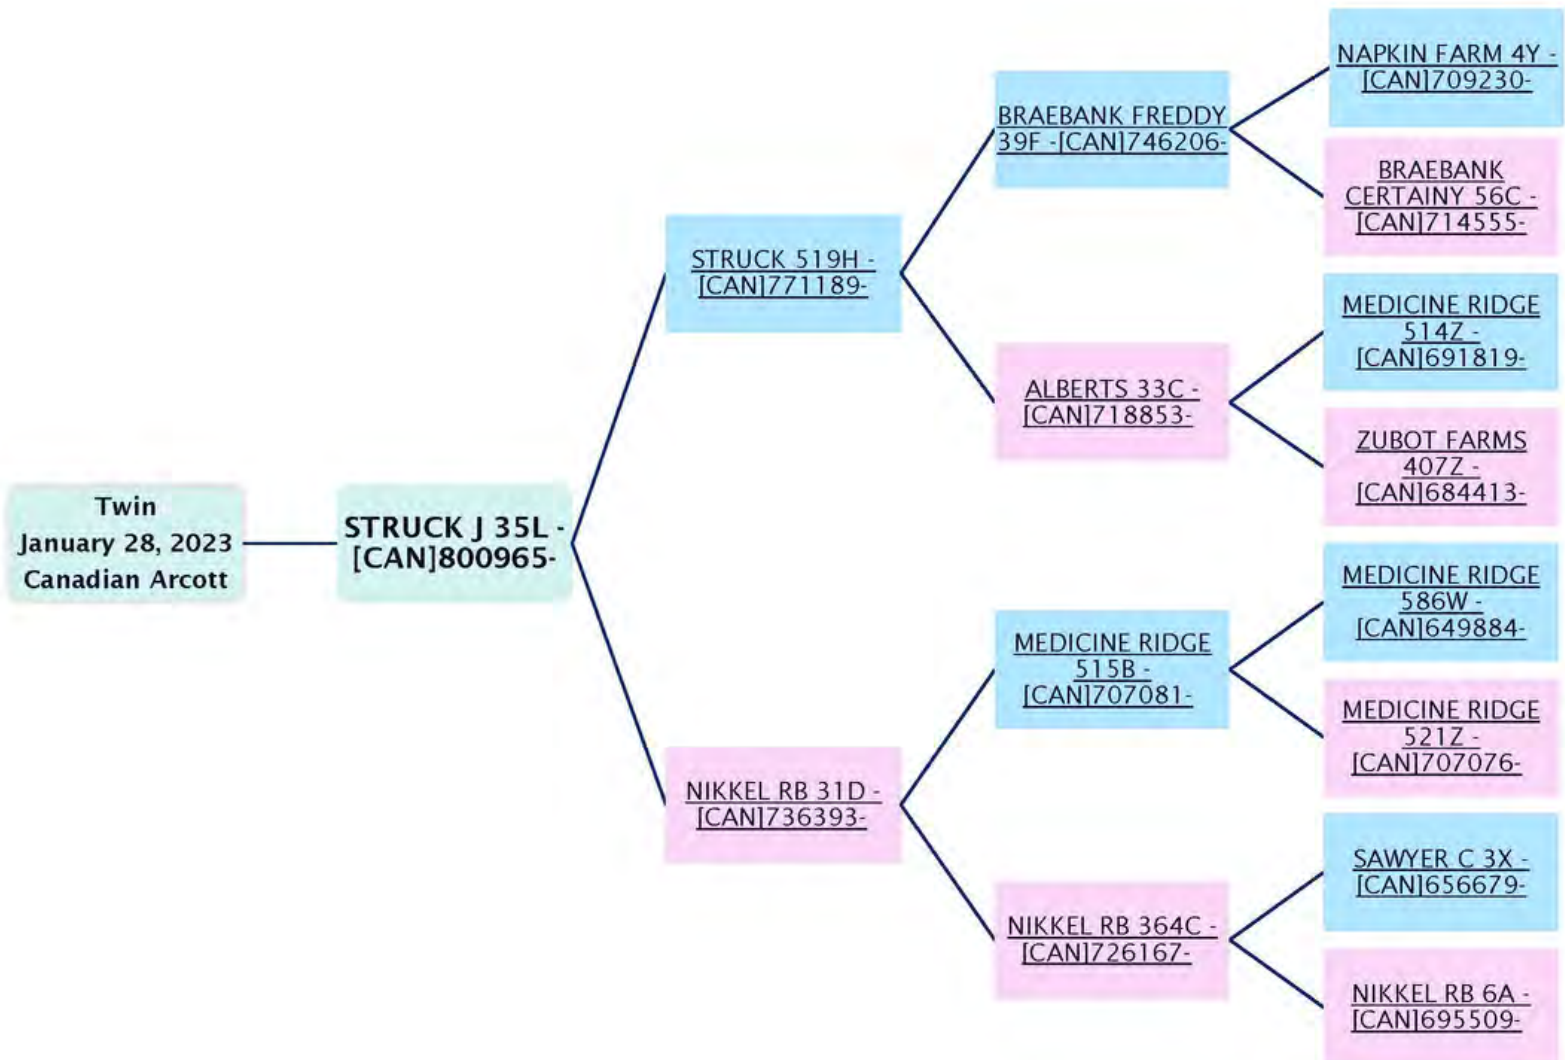 Twin
January 28, 2023
Canadian Arcott
STRUCK J 35L -
[CAN]800965-
STRUCK 519H -
[CAN]771189-
NIKKEL RB 31D -
[CAN]736393-
BRAEBANK FREDDY
39F -[CAN]746206-
ALBERTS 33C -
[CAN]718853-
MEDICINE RIDGE
515B -
[CAN]707081-
NIKKEL RB 364C -
[CAN]726167-
NAPKIN FARM 4Y -
[CAN]709230-
BRAEBANK
CERTAINY 56C -
[CAN]714555-
MEDICINE RIDGE
514Z -
[CAN]691819-
ZUBOT FARMS
407Z -
[CAN]684413-
MEDICINE RIDGE
586W -
[CAN]649884-
MEDICINE RIDGE
521Z -
[CAN]707076-
SAWYER C 3X -
[CAN]656679-
NIKKEL RB 6A -
[CAN]695509-